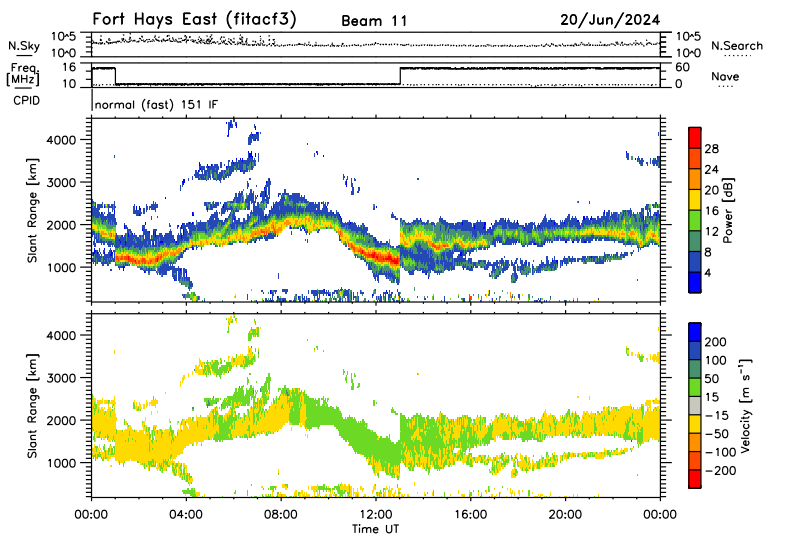 Fort Hays East (fitacf3) Beam 11 20/Jun/2024
N.Sky 10^5 10^0 10^5 10^0 N.Search
Freq. [MHz] 16 10 60 0 Nave
CPID normal (fast) 151 IF
Slant Range [km] 4000 3000 2000 1000
28 24 20 16 12 8 4 Power [dB]
Slant Range [km] 4000 3000 2000 1000
200 100 50 15 −15 −50 −100 −200 Velocity [m s⁻¹]
00:00 04:00 08:00 12:00 16:00 20:00 00:00
Time UT